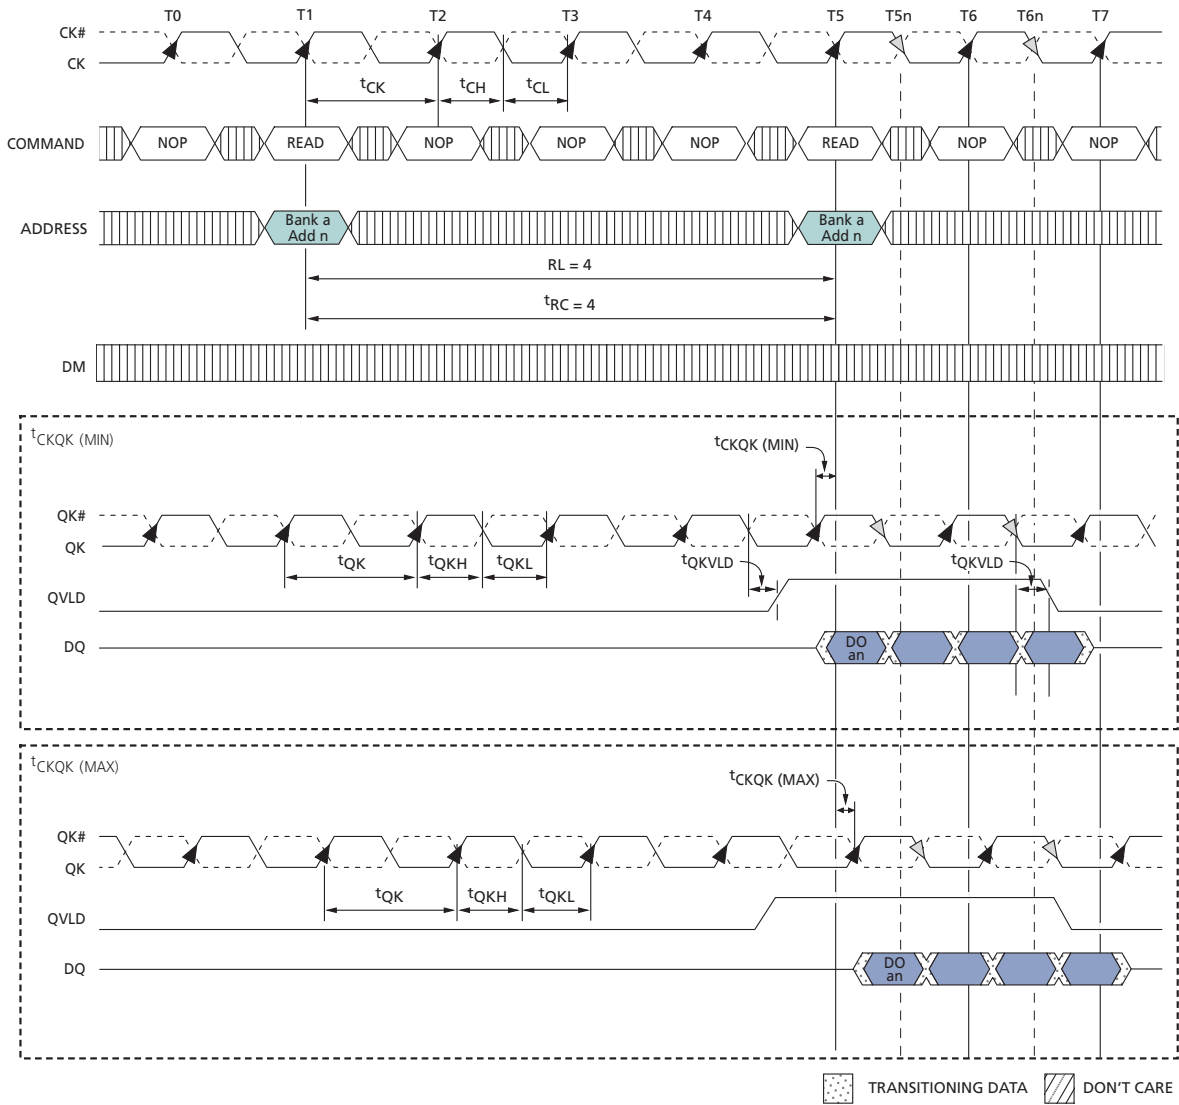 T0 T1 T2 T3 T4 T5 T5n T6 T6n T7
CK#
CK
tCK tCH tCL
COMMAND NOP READ NOP NOP NOP READ NOP NOP
ADDRESS Bank a Add n Bank a Add n
RL = 4
tRC = 4
DM
tCKQK (MIN)
tCKQK (MIN)
QK#
QK
tQK tQKH tQKL tQKVLD tQKVLD
QVLD
DQ DO an
tCKQK (MAX)
tCKQK (MAX)
QK#
QK
tQK tQKH tQKL
QVLD
DQ DO an
TRANSITIONING DATA DON'T CARE